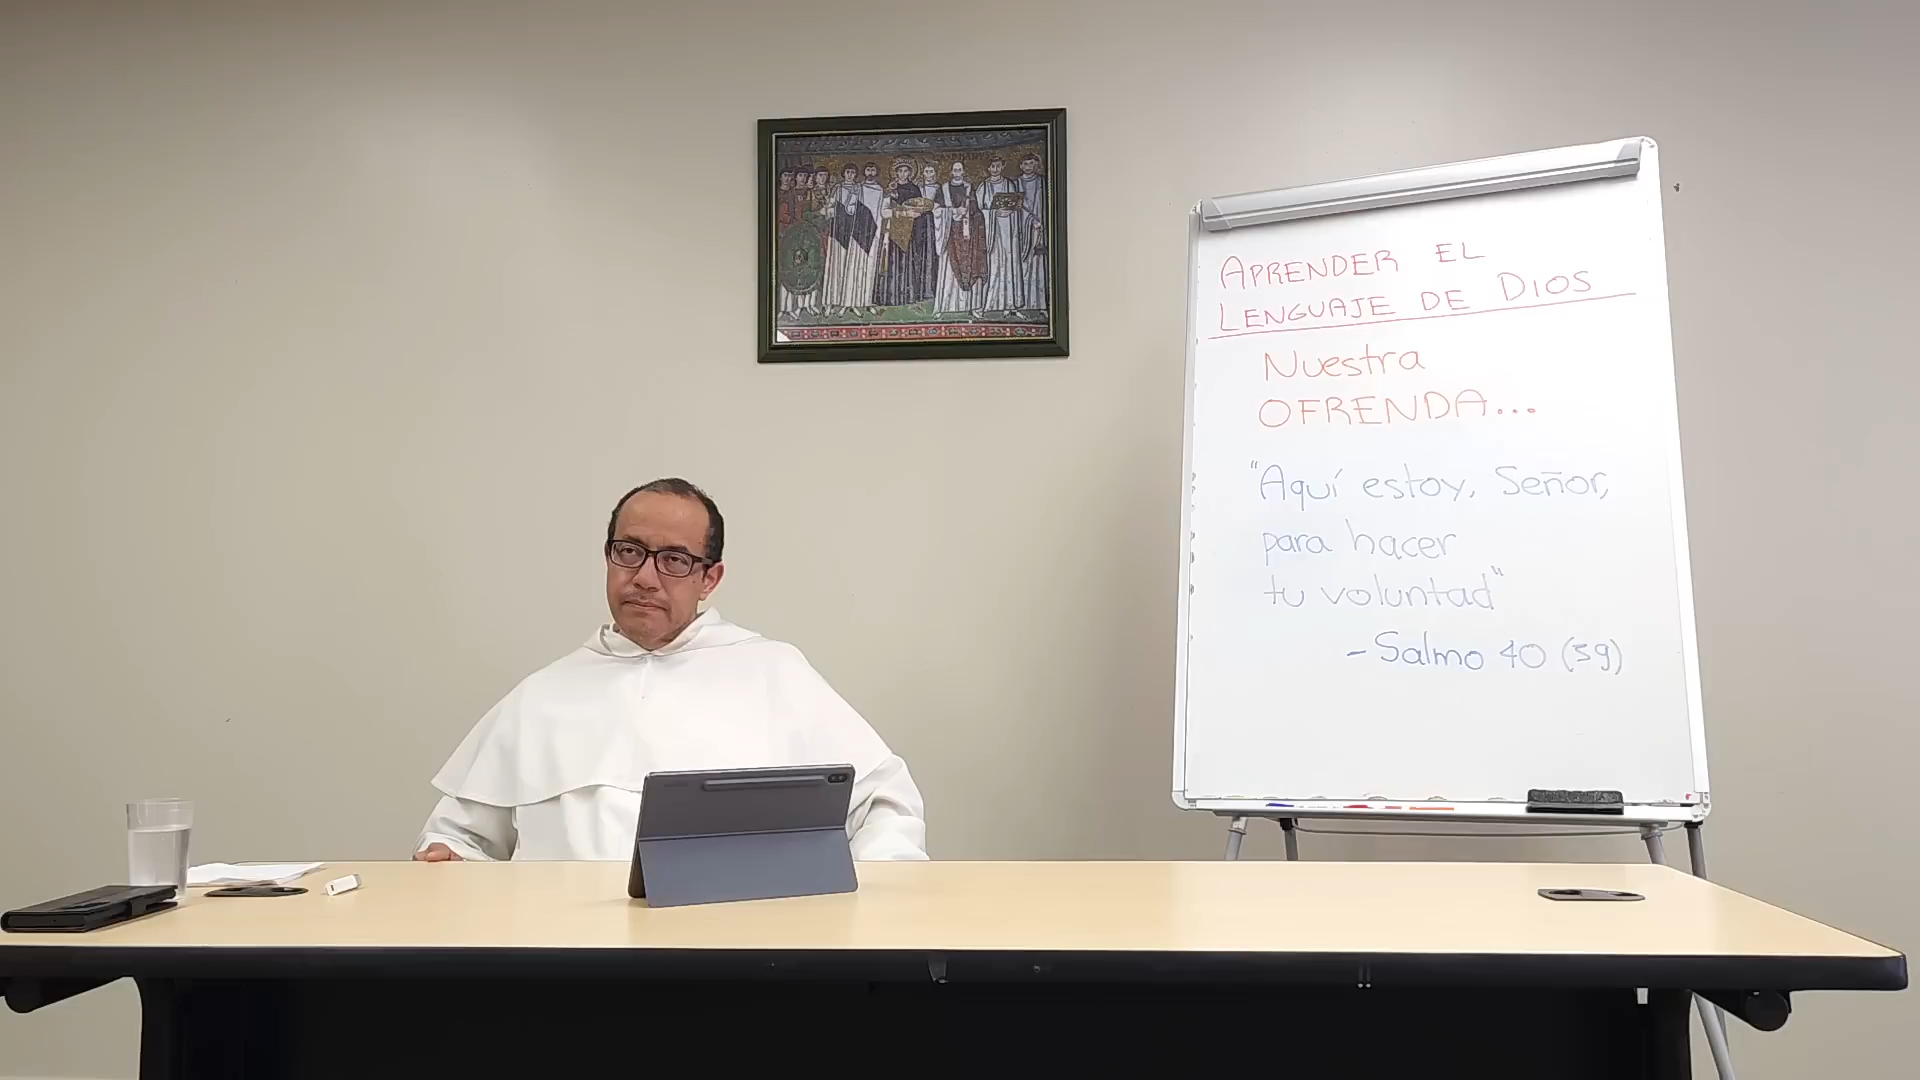 APRENDER EL
LENGUAJE DE DIOS
Nuestra
OFRENDA...
"Aquí estoy, Señor,
para hacer
tu voluntad"
- Salmo 40 (39)